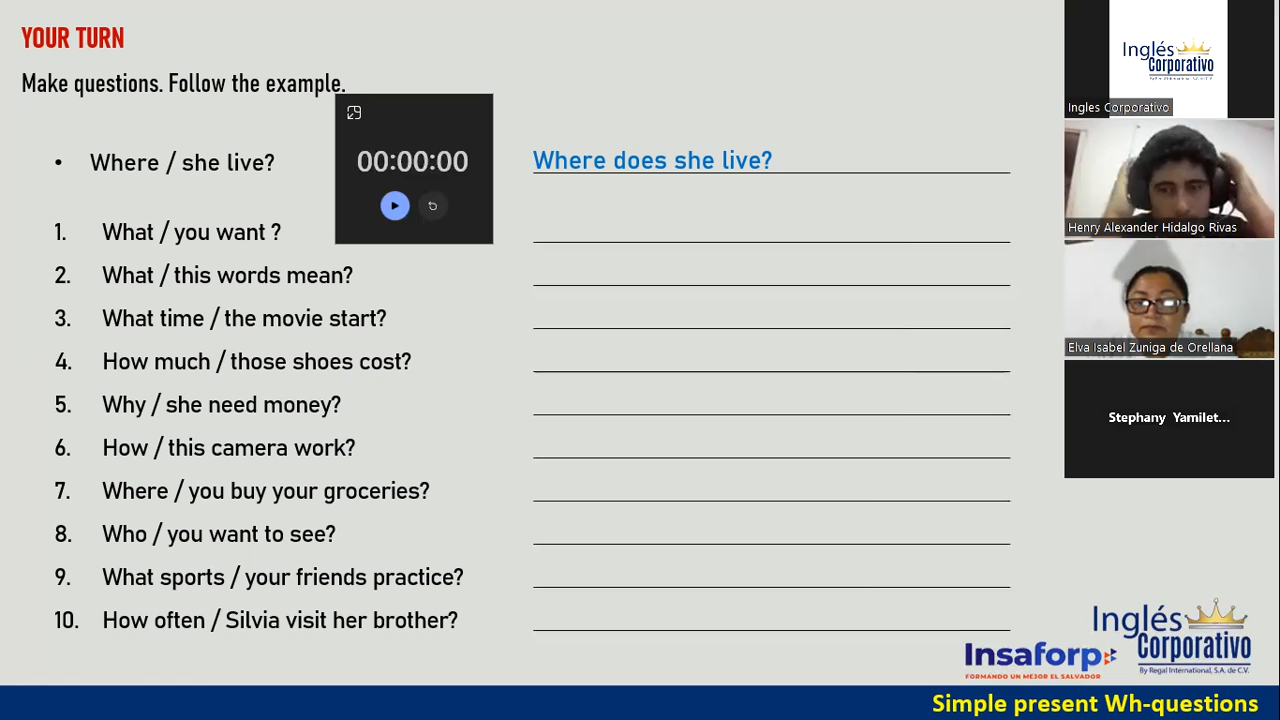 YOUR TURN
Make questions. Follow the example.
00:00:00
• Where / she live? Where does she live?
1. What / you want ?
2. What / this words mean?
3. What time / the movie start?
4. How much / those shoes cost?
5. Why / she need money?
6. How / this camera work?
7. Where / you buy your groceries?
8. Who / you want to see?
9. What sports / your friends practice?
10. How often / Silvia visit her brother?
Inglés
Corporativo
Ingles Corporativo
Henry Alexander Hidalgo Rivas
Elva Isabel Zuniga de Orellana
Stephany Yamilet...
Insaforp
FORMANDO UN MEJOR EL SALVADOR
Inglés
Corporativo
By Regal International, S.A. de C.V.
Simple present Wh-questions